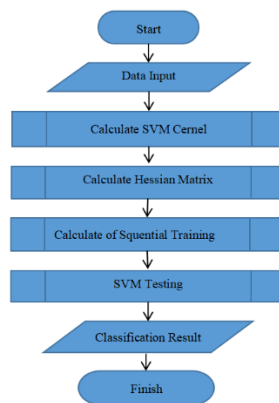 Start
Data Input
Calculate SVM Cernel
Calculate Hessian Matrix
Calculate of Squential Training
SVM Testing
Classification Result
Finish